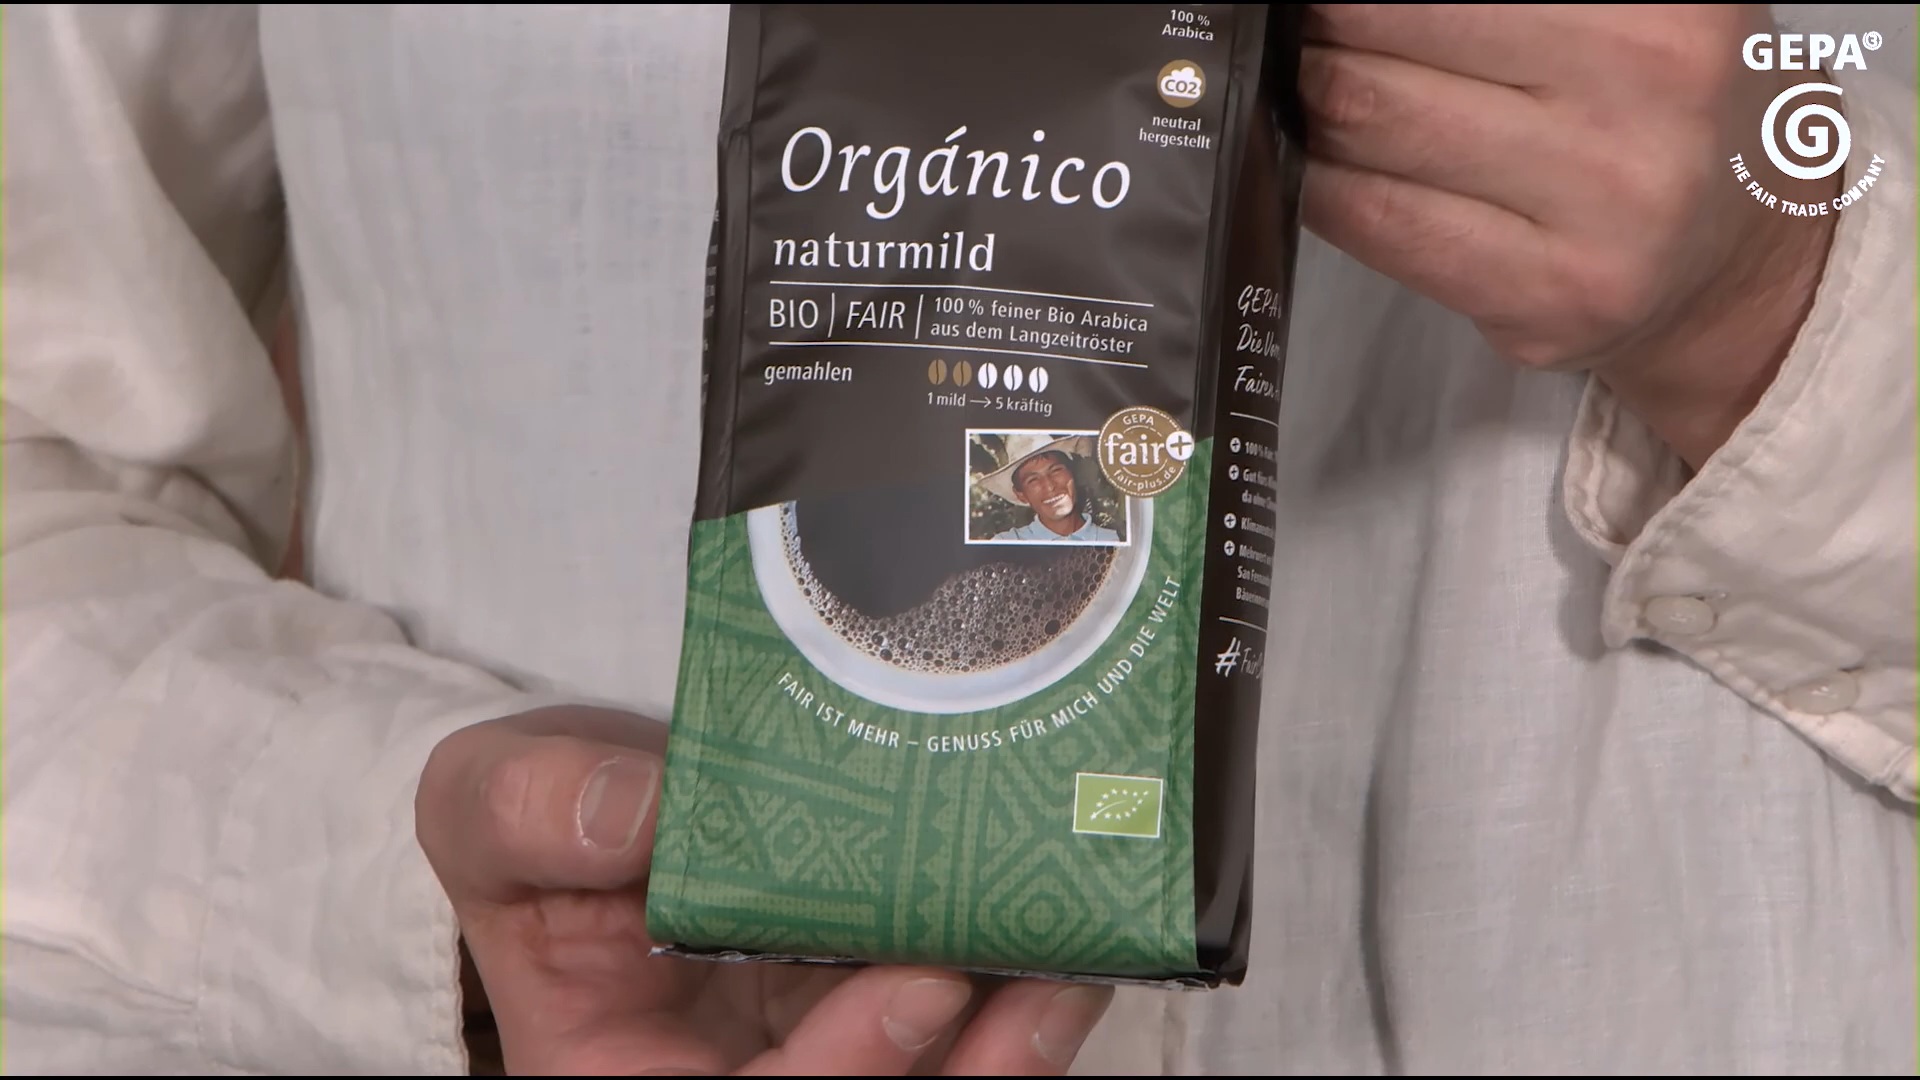 100 %
Arabica
CO2
neutral
hergestellt
Orgánico
naturmild
BIO | FAIR | 100 % feiner Bio Arabica
aus dem Langzeitröster
gemahlen
1 mild → 5 kräftig
GEPA
fair+
fair-plus.de
FAIR IST MEHR – GENUSS FÜR MICH UND DIE WELT
GEPA
Die
#
GEPA
G
THE FAIR TRADE COMPANY